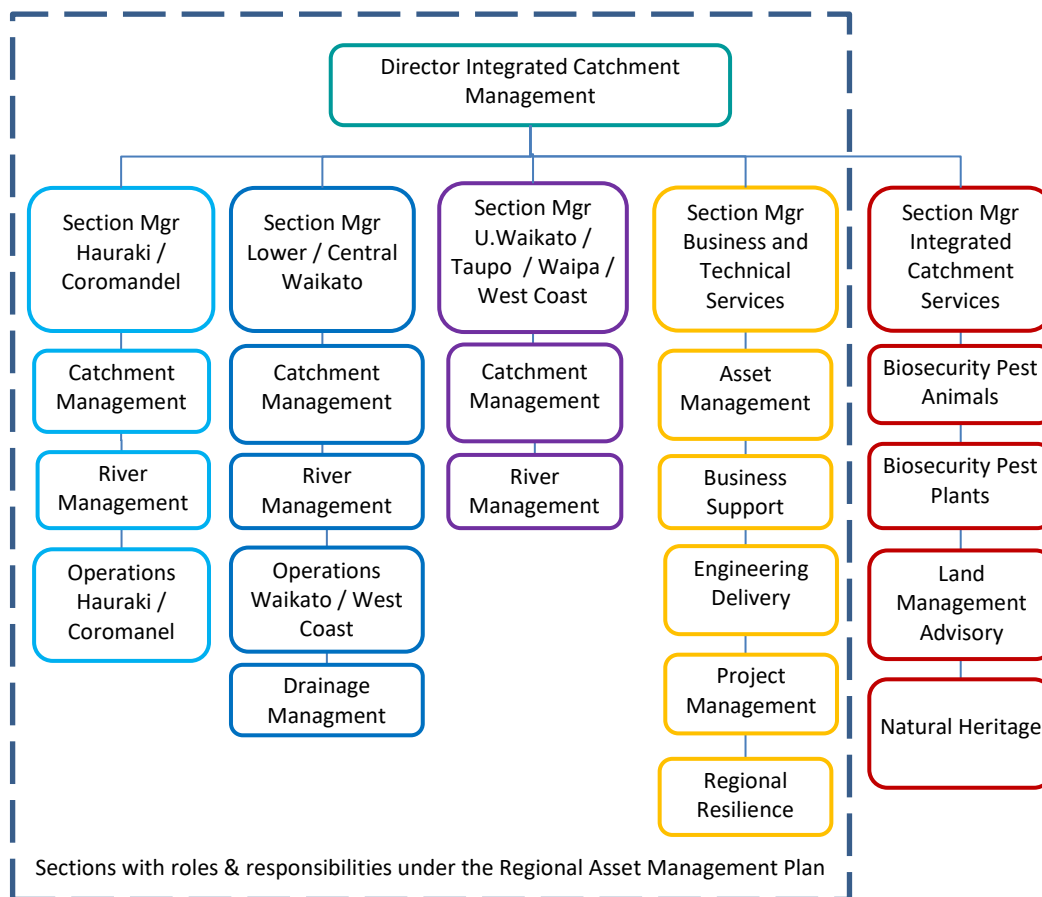 Director Integrated Catchment
Management
Section Mgr
Hauraki /
Coromandel
Section Mgr
Lower / Central
Waikato
Section Mgr
U.Waikato /
Taupo / Waipa /
West Coast
Section Mgr
Business and
Technical
Services
Section Mgr
Integrated
Catchment
Services
Catchment
Management
River
Management
Operations
Hauraki /
Coromanel
Catchment
Management
River
Management
Operations
Waikato / West
Coast
Drainage
Managment
Catchment
Management
River
Management
Asset
Management
Business
Support
Engineering
Delivery
Project
Management
Regional
Resilience
Biosecurity Pest
Animals
Biosecurity Pest
Plants
Land
Management
Advisory
Natural Heritage
Sections with roles & responsibilities under the Regional Asset Management Plan